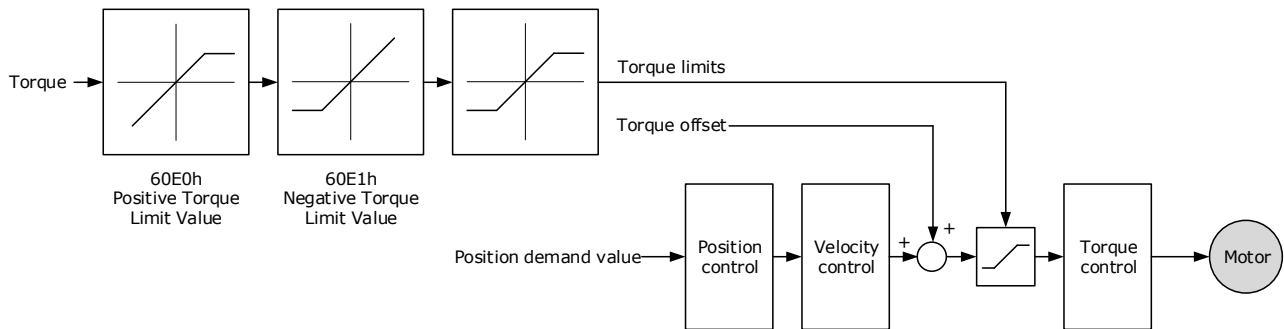 Torque
60E0h
Positive Torque
Limit Value
60E1h
Negative Torque
Limit Value
Torque limits
Torque offset
Position demand value
Position
control
Velocity
control
+
+
Torque
control
Motor